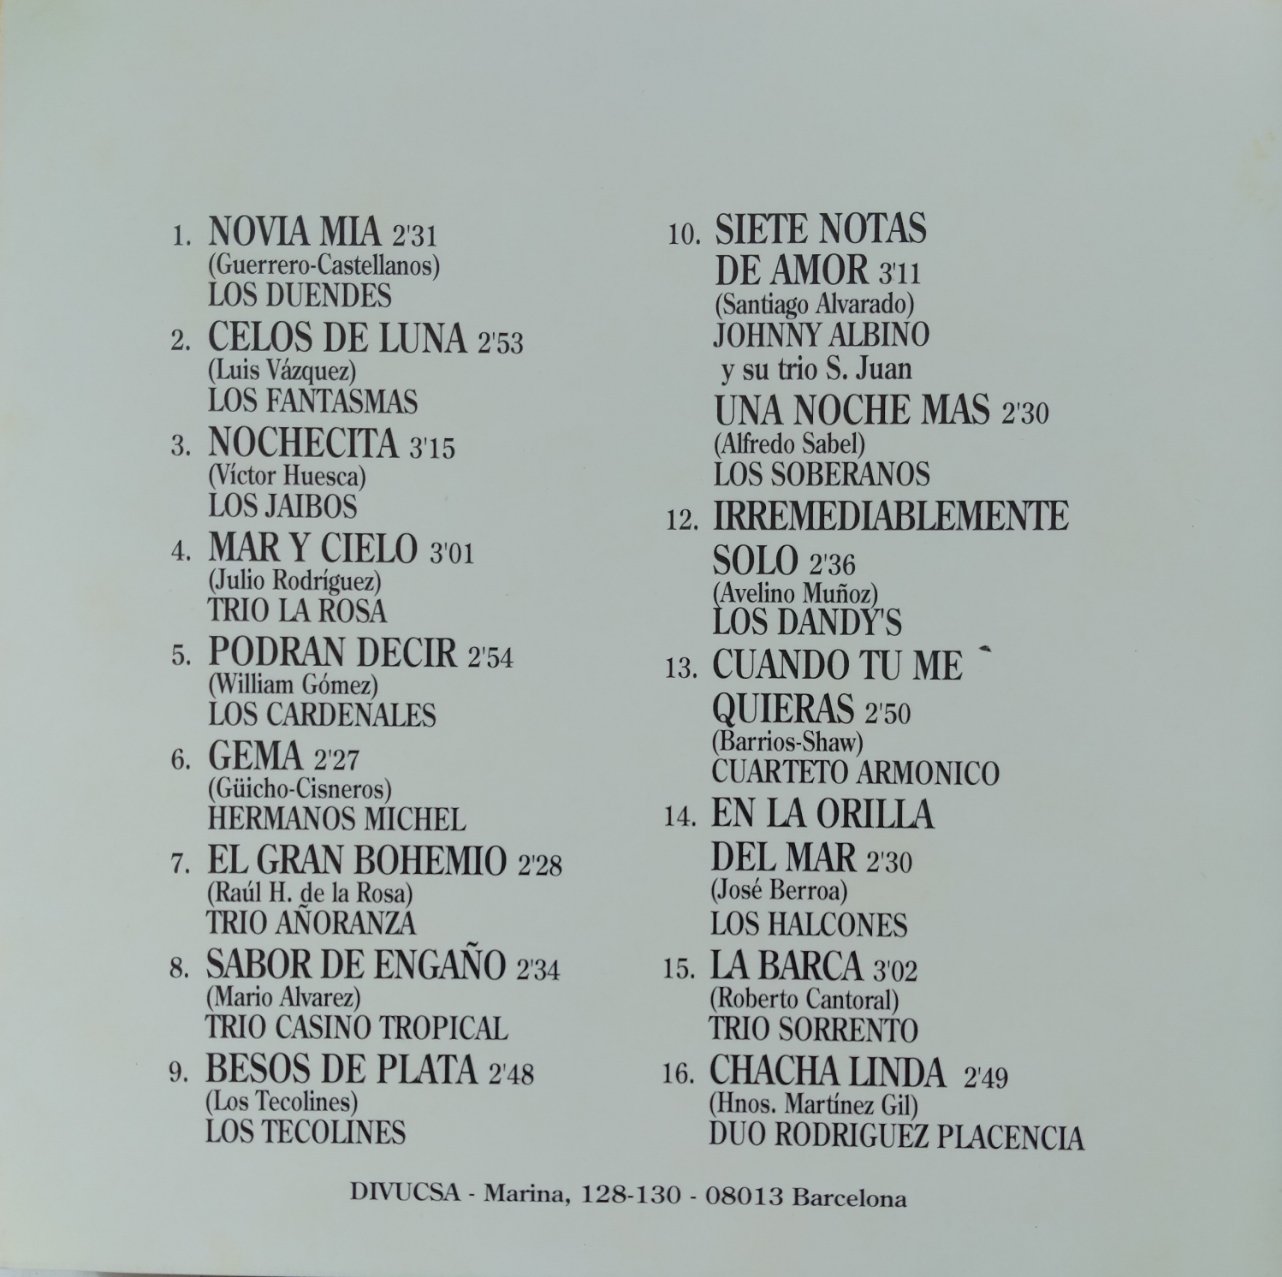 1. NOVIA MIA 2'31
(Guerrero-Castellanos)
LOS DUENDES
2. CELOS DE LUNA 2'53
(Luis Vázquez)
LOS FANTASMAS
3. NOCHECITA 3'15
(Víctor Huesca)
LOS JAIBOS
4. MAR Y CIELO 3'01
(Julio Rodríguez)
TRIO LA ROSA
5. PODRAN DECIR 2'54
(William Gómez)
LOS CARDENALES
6. GEMA 2'27
(Güicho-Cisneros)
HERMANOS MICHEL
7. EL GRAN BOHEMIO 2'28
(Raúl H. de la Rosa)
TRIO AÑORANZA
8. SABOR DE ENGAÑO 2'34
(Mario Alvarez)
TRIO CASINO TROPICAL
9. BESOS DE PLATA 2'48
(Los Tecolines)
LOS TECOLINES
10. SIETE NOTAS
DE AMOR 3'11
(Santiago Alvarado)
JOHNNY ALBINO
y su trio S. Juan
UNA NOCHE MAS 2'30
(Alfredo Sabel)
LOS SOBERANOS
12. IRREMEDIABLEMENTE
SOLO 2'36
(Avelino Muñoz)
LOS DANDY'S
13. CUANDO TU ME
QUIERAS 2'50
(Barrios-Shaw)
CUARTETO ARMONICO
14. EN LA ORILLA
DEL MAR 2'30
(José Berroa)
LOS HALCONES
15. LA BARCA 3'02
(Roberto Cantoral)
TRIO SORRENTO
16. CHACHA LINDA 2'49
(Hnos. Martínez Gil)
DUO RODRIGUEZ PLACENCIA
DIVUCSA - Marina, 128-130 - 08013 Barcelona